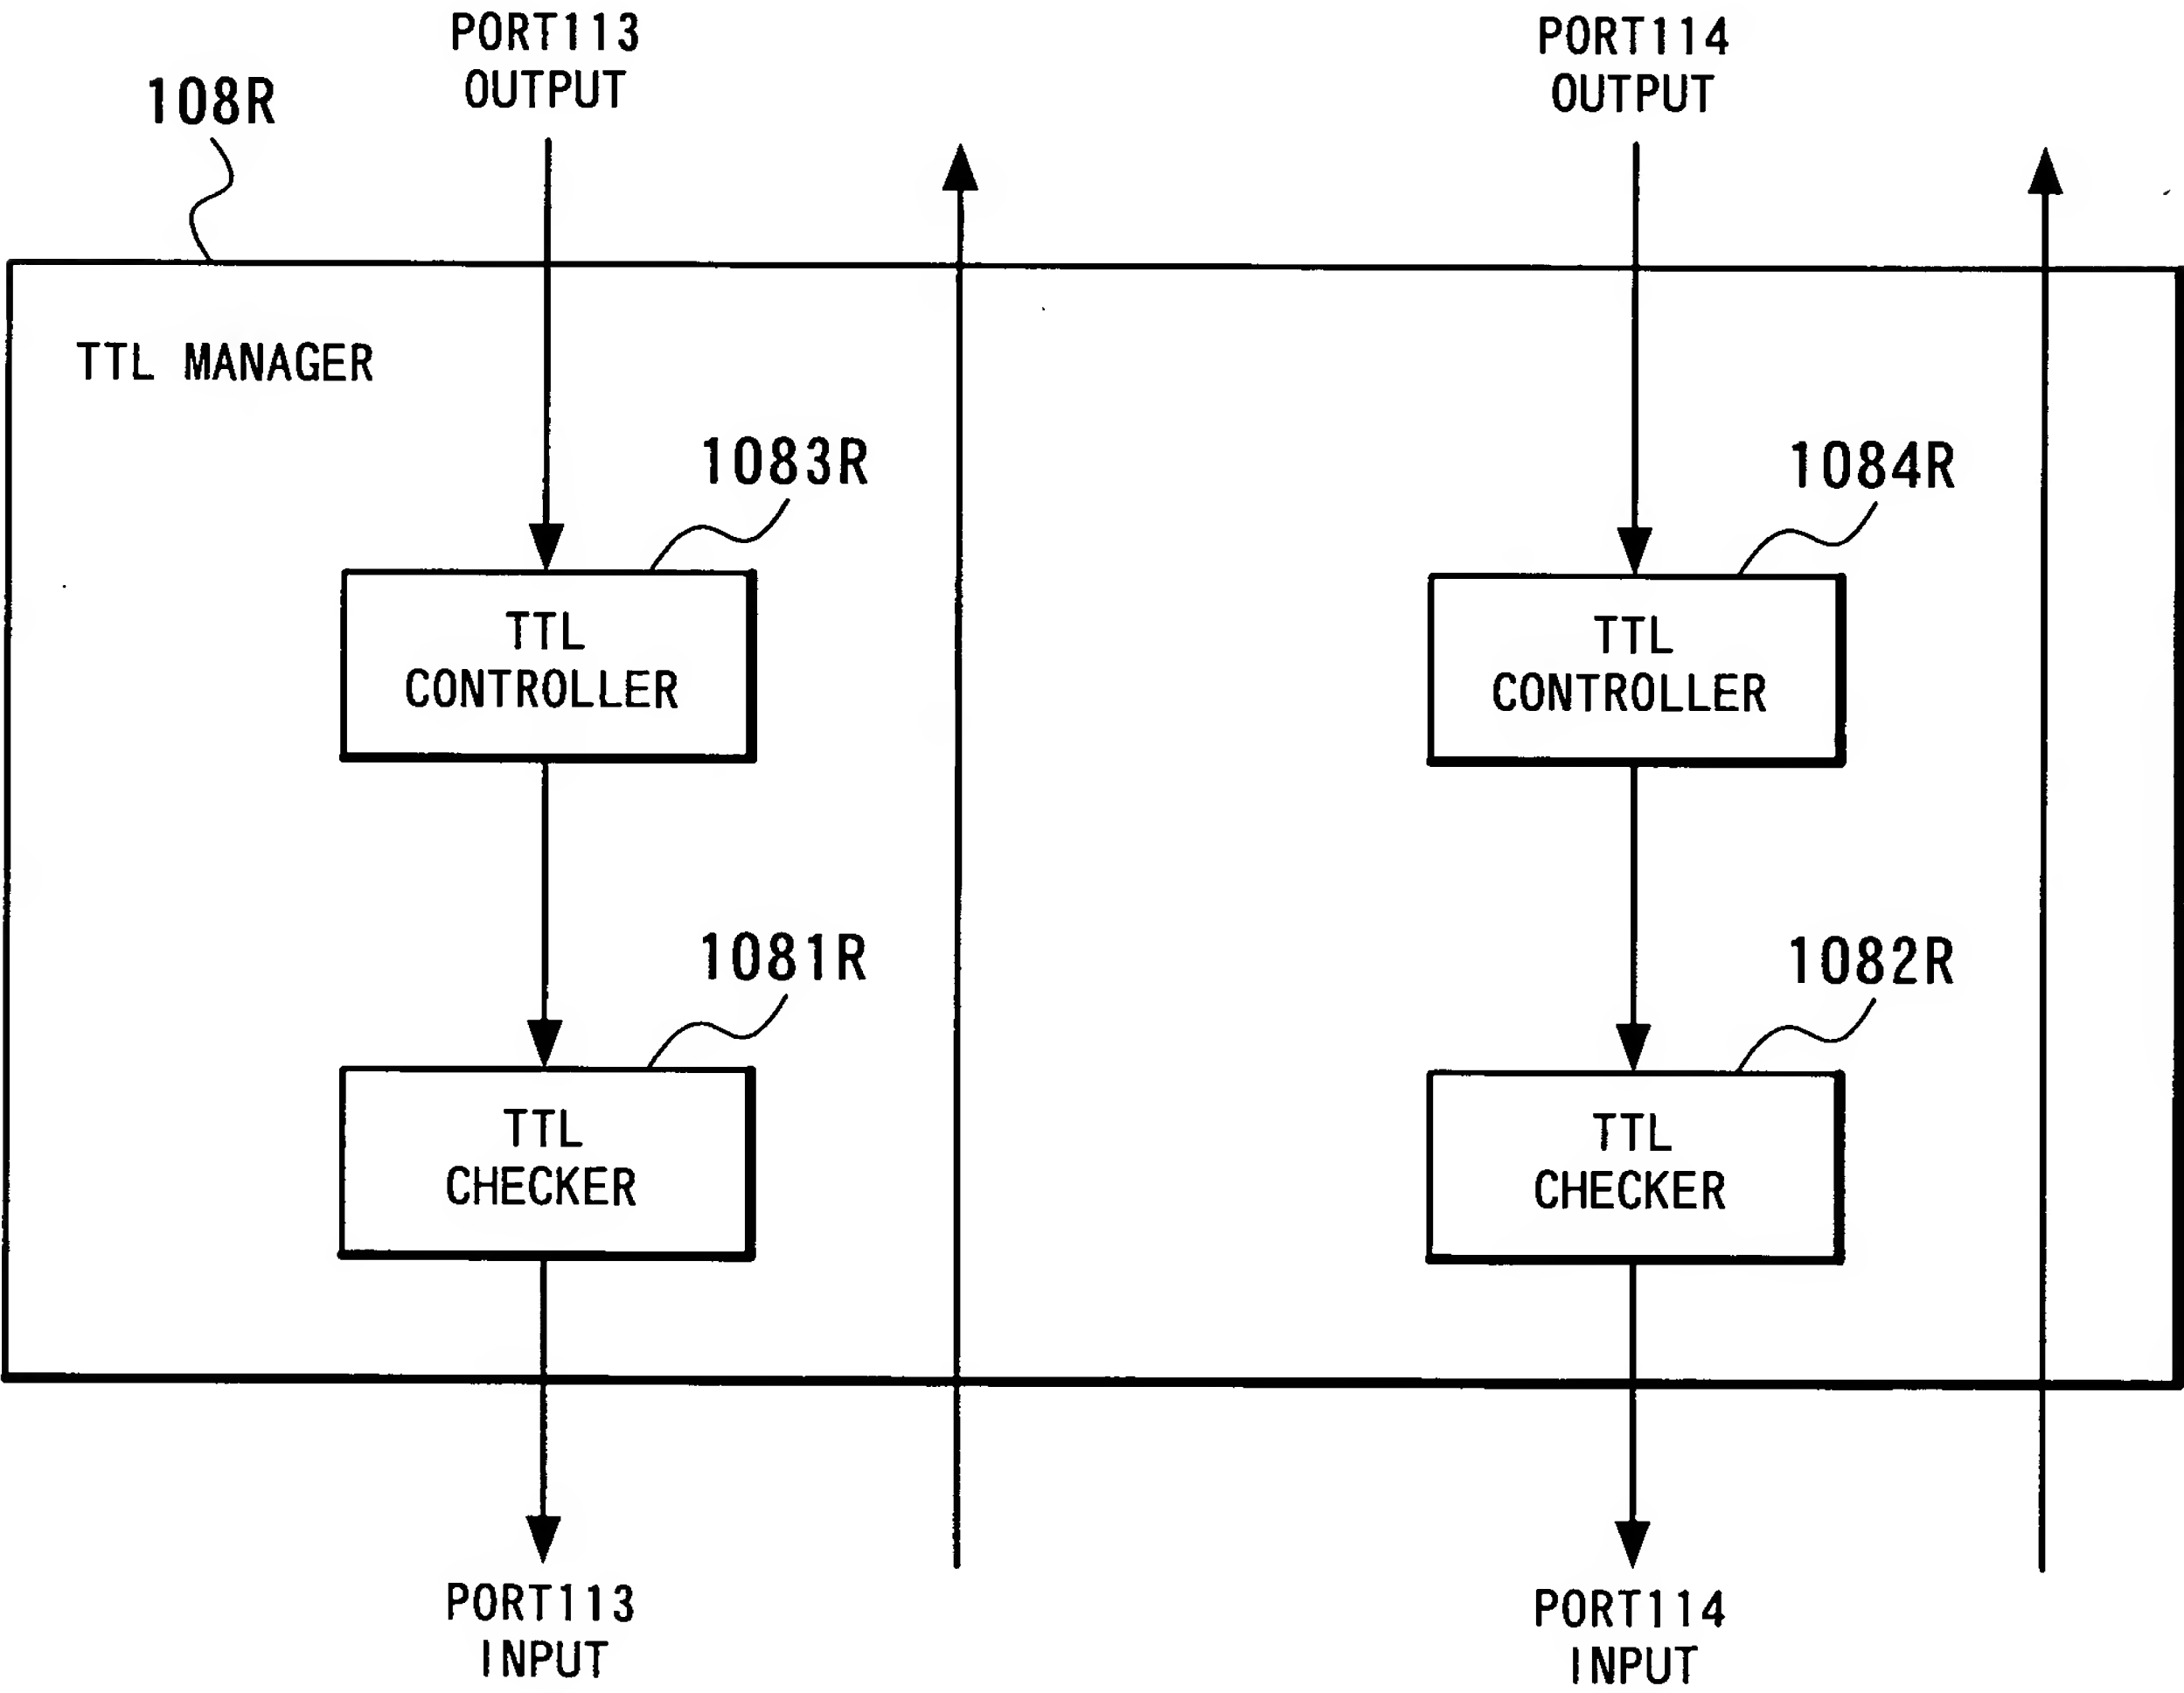 PORT113
OUTPUT
PORT114
OUTPUT
108R
TTL MANAGER
1083R
1084R
TTL
CONTROLLER
TTL
CONTROLLER
1081R
1082R
TTL
CHECKER
TTL
CHECKER
PORT113
INPUT
PORT114
INPUT